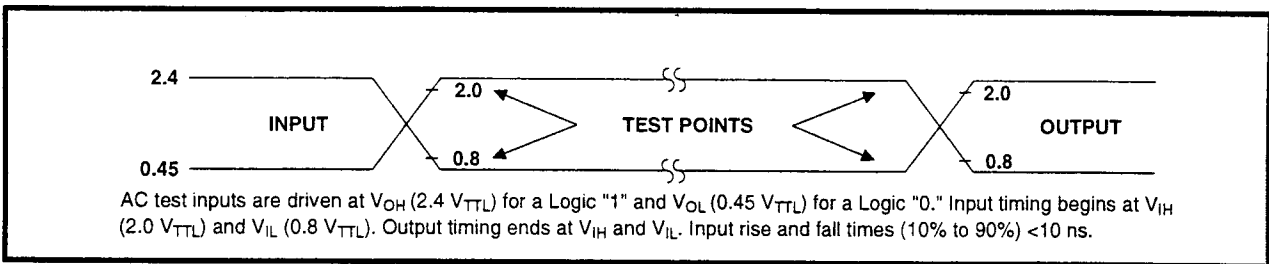 2.4
2.0
2.0
INPUT
TEST POINTS
OUTPUT
0.8
0.8
0.45
AC test inputs are driven at VOH (2.4 VTTL) for a Logic "1" and VOL (0.45 VTTL) for a Logic "0." Input timing begins at VIH
(2.0 VTTL) and VIL (0.8 VTTL). Output timing ends at VIH and VIL. Input rise and fall times (10% to 90%) <10 ns.